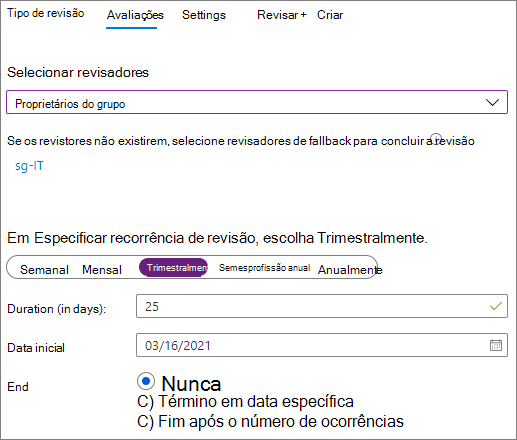 Tipo de revisão Avaliações Settings Revisar + Criar
Selecionar revisadores
Proprietários do grupo
Se os revistores não existirem, selecione revisadores de fallback para concluir a revisão
sg-IT
Em Especificar recorrência de revisão, escolha Trimestralmente.
Semanal Mensal Trimestralmen Semesprofissão anual Anualmente
Duration (in days): 25
Data inicial 03/16/2021
End Nunca
C) Término em data específica
C) Fim após o número de ocorrências